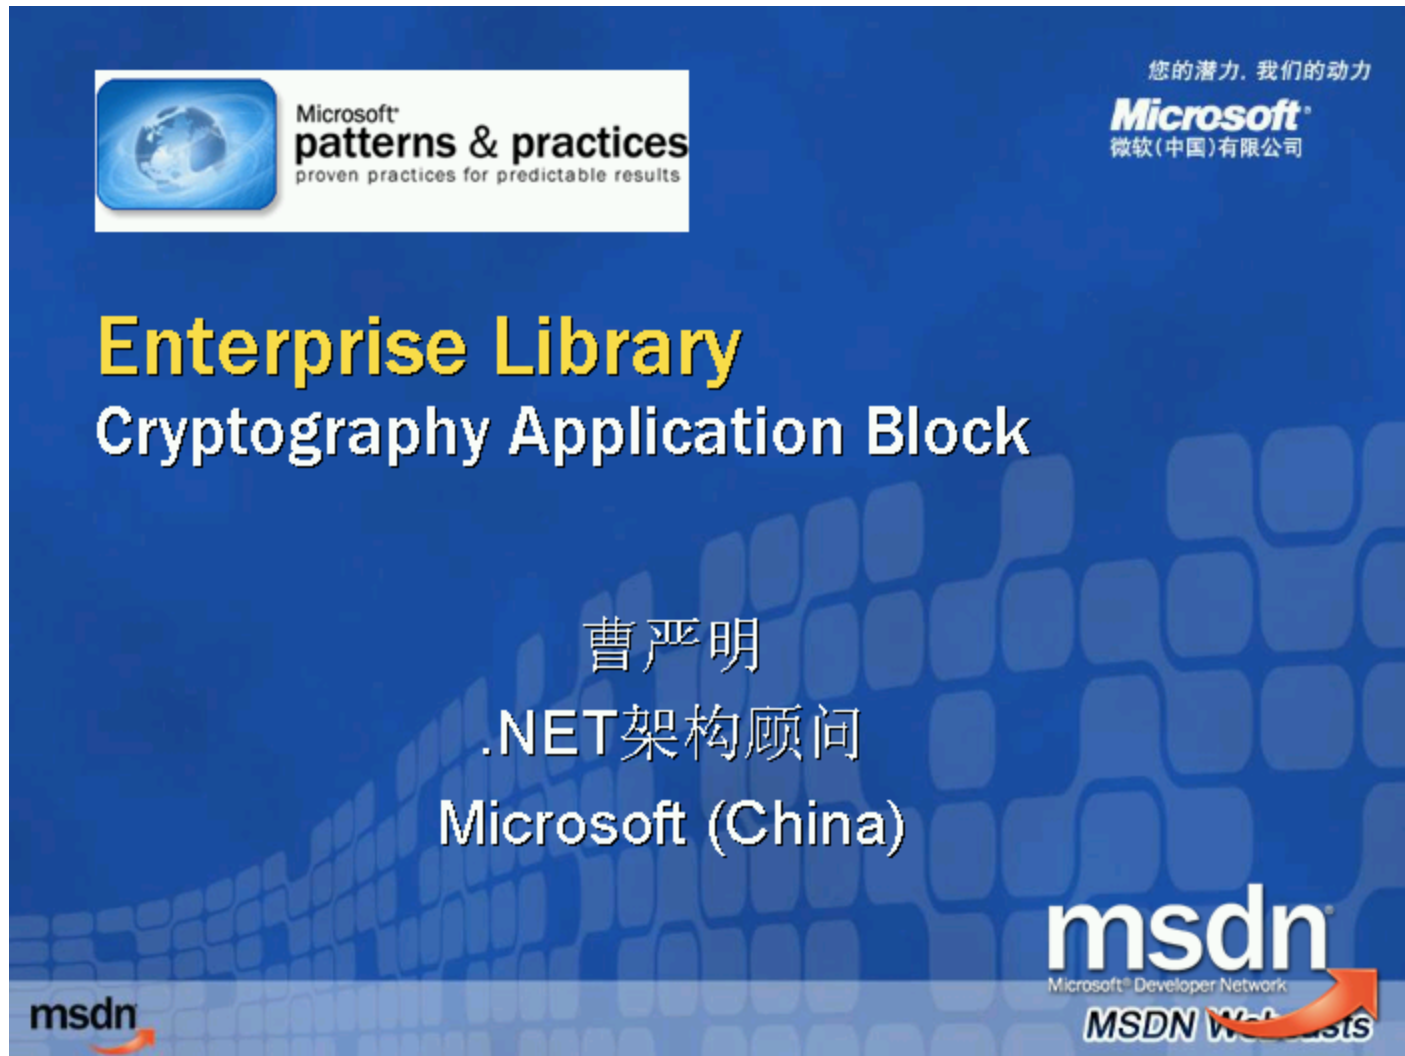 Microsoft®
patterns & practices
proven practices for predictable results
您的潜力. 我们的动力
Microsoft®
微软(中国)有限公司
Enterprise Library
Cryptography Application Block
曹严明
.NET架构顾问
Microsoft (China)
msdn®
Microsoft® Developer Network
MSDN Webcasts
msdn